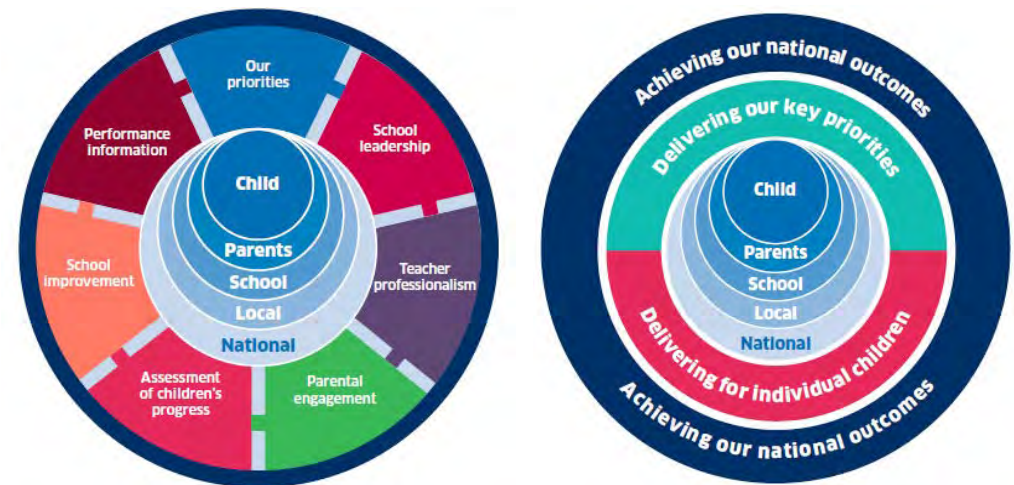 Our
priorities
School
leadership
Teacher
professionalism
Parental
engagement
Assessment
of children's
progress
School
improvement
Performance
information
Child
Parents
School
Local
National
Achieving our national outcomes
Delivering our key priorities
Child
Parents
School
Local
National
Delivering for individual children
Achieving our national outcomes